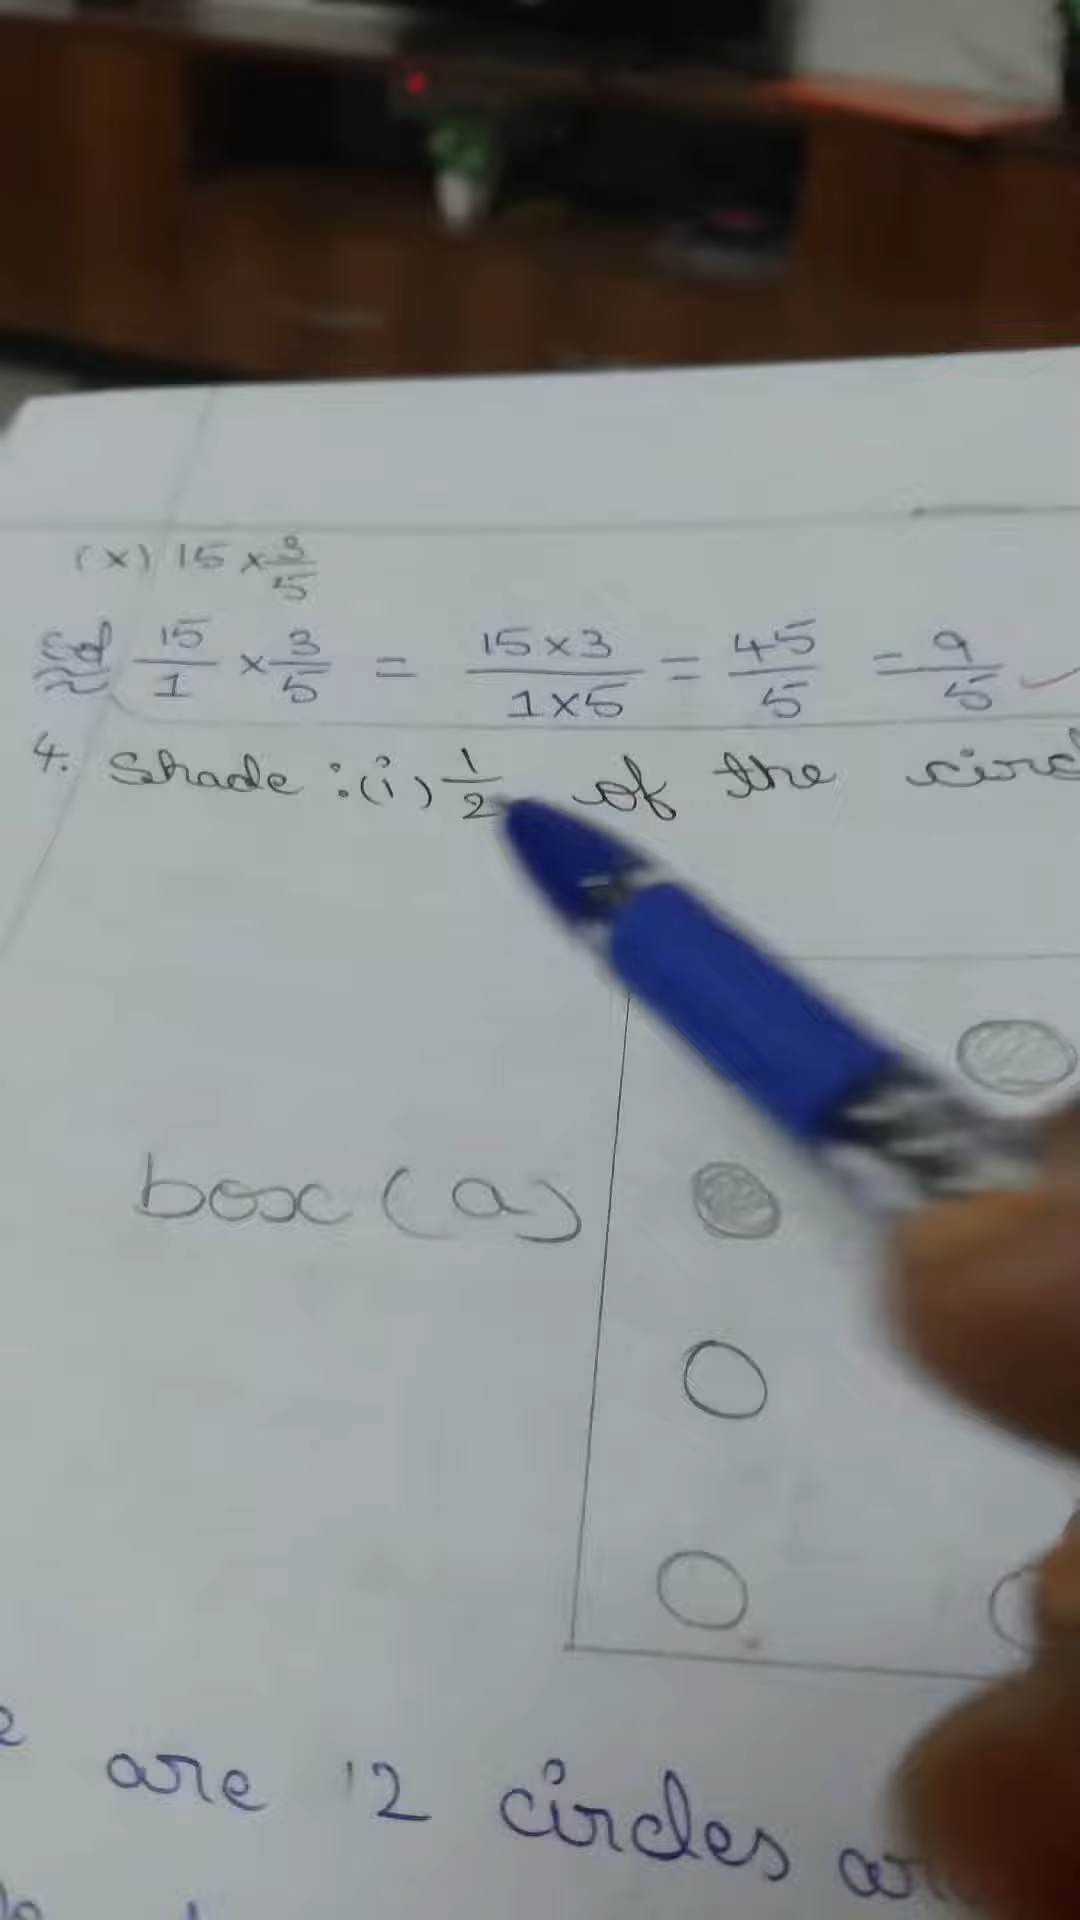 (x) 15 × 3/5
Sol 15/1 × 3/5 = 15×3/1×5 = 45/5 = 9/5
4. Shade :(i) 1/2 of the circ
box (a)
are 12 circles